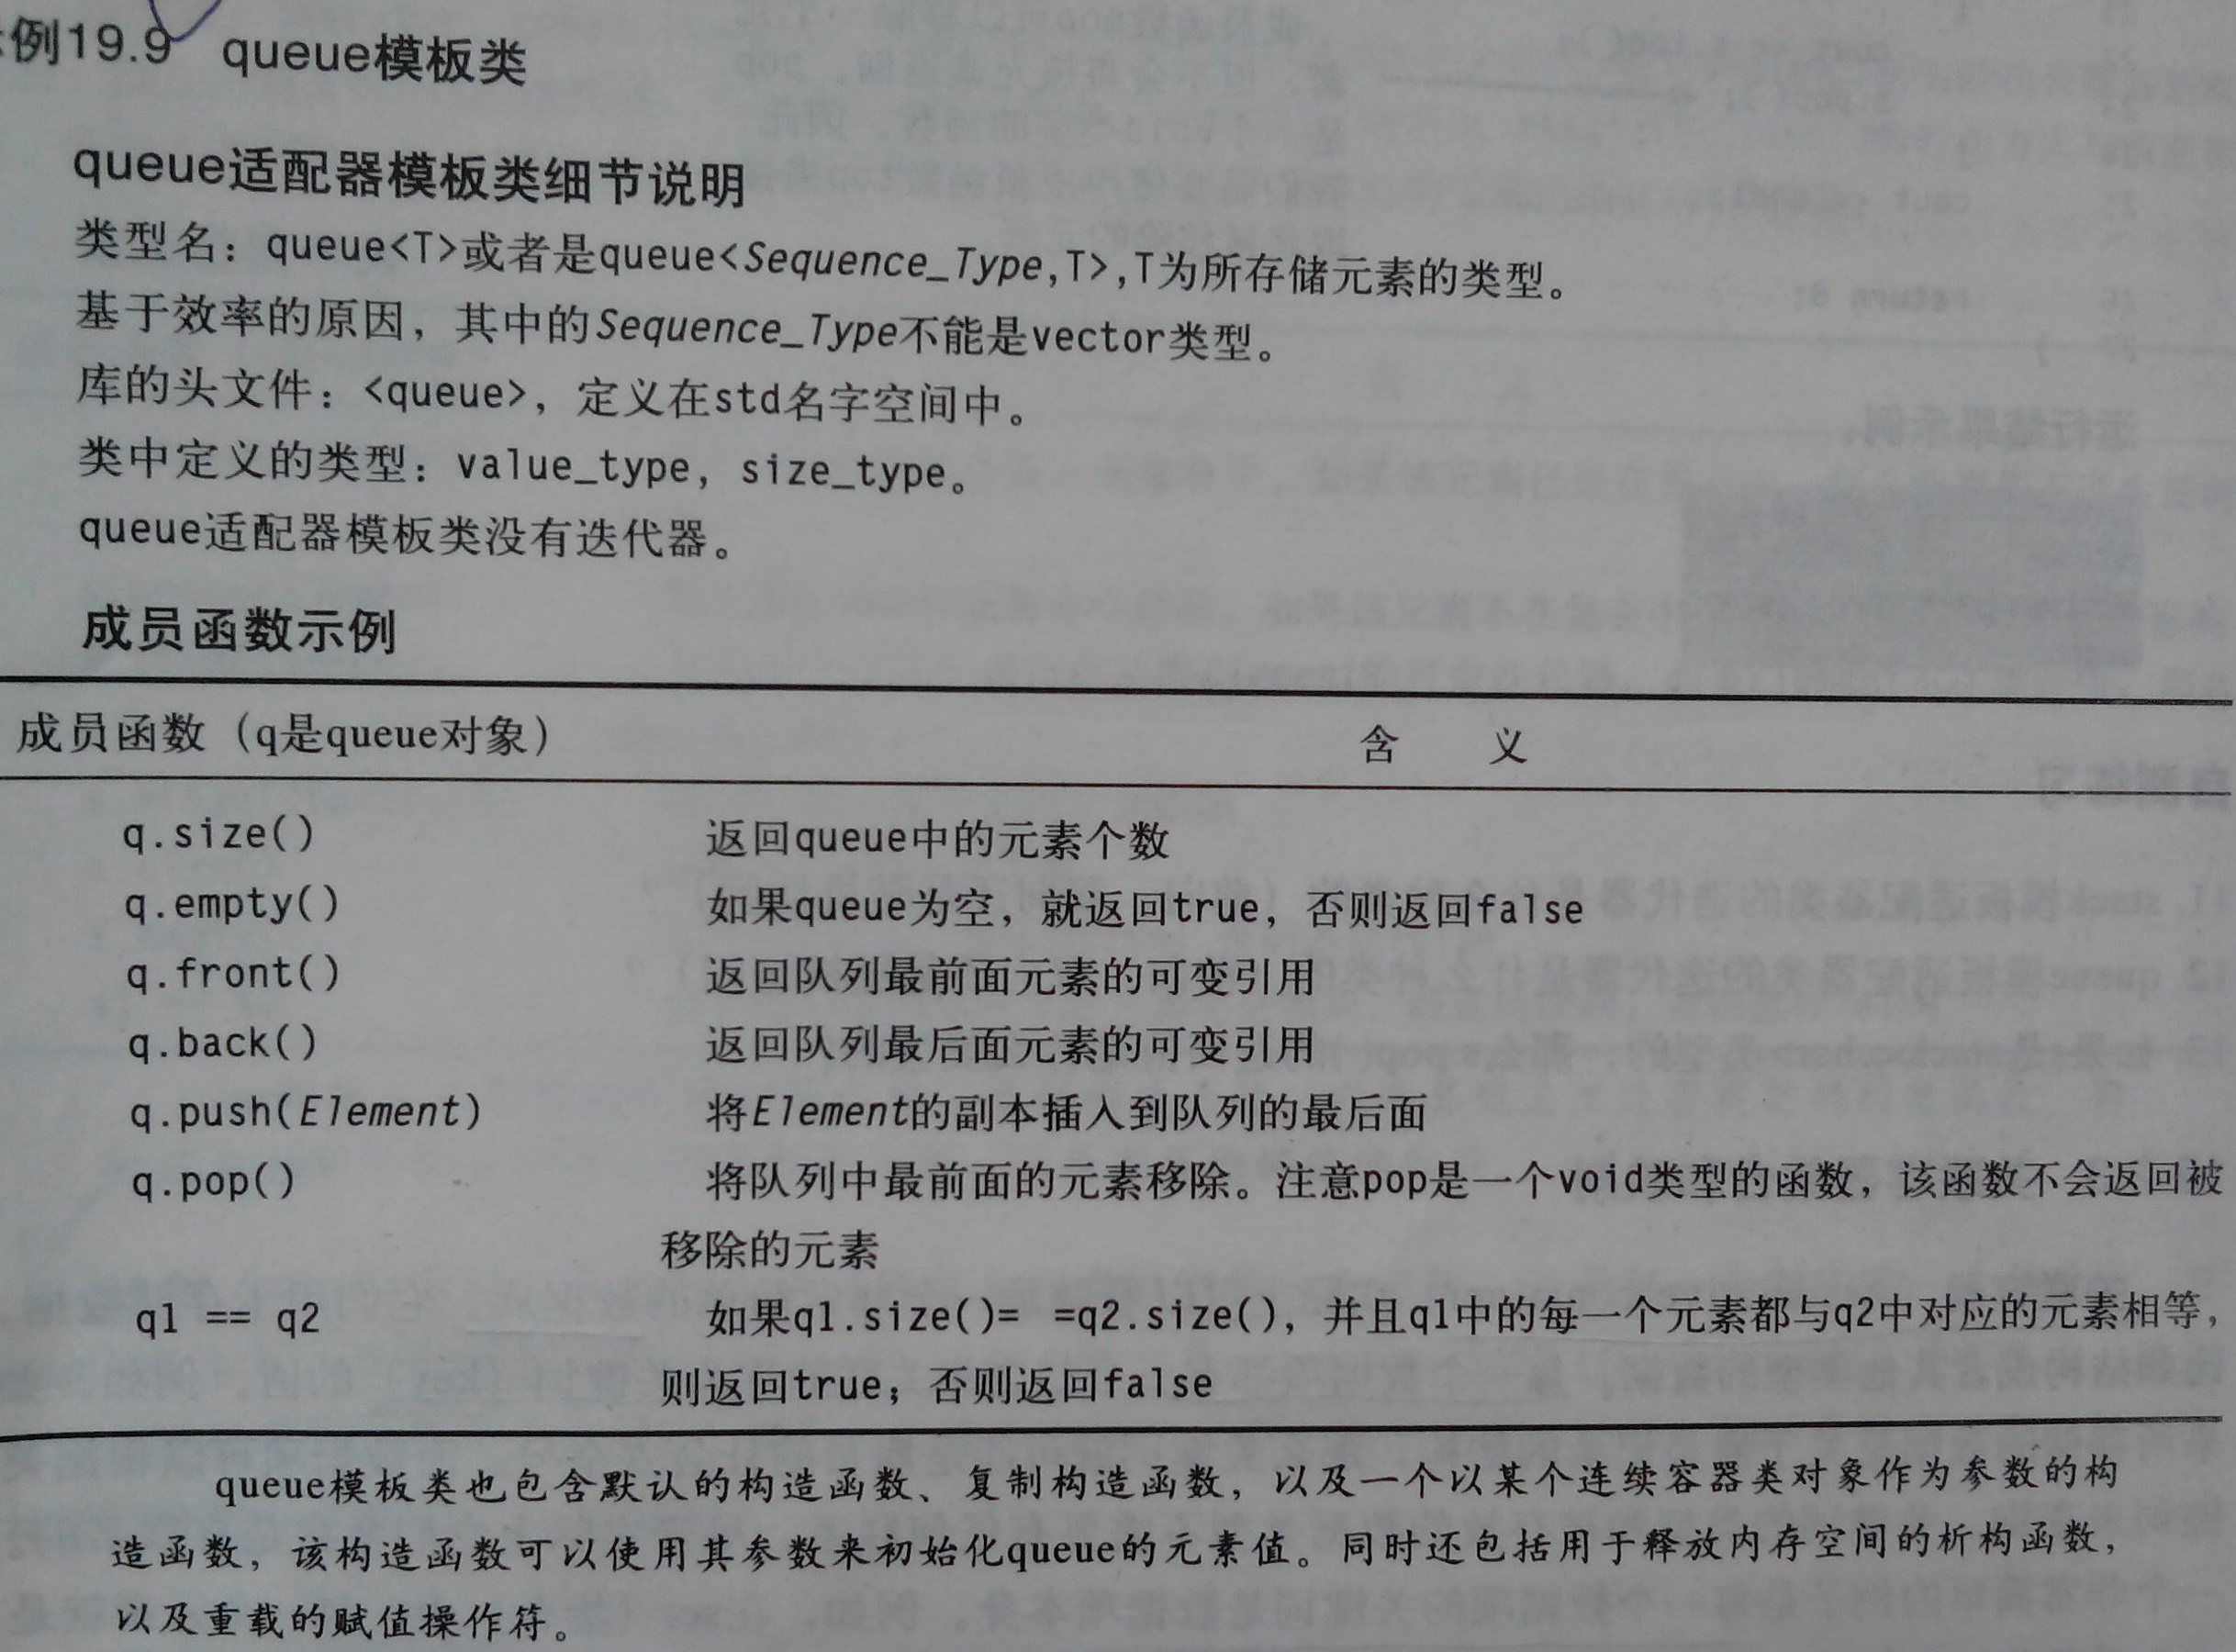 例19.9 queue模板类
queue适配器模板类细节说明
类型名：queue<T>或者是queue<Sequence_Type,T>,T为所存储元素的类型。
基于效率的原因，其中的Sequence_Type不能是vector类型。
库的头文件：<queue>，定义在std名字空间中。
类中定义的类型：value_type，size_type。
queue适配器模板类没有迭代器。
成员函数示例
成员函数（q是queue对象） 含 义
q.size() 返回queue中的元素个数
q.empty() 如果queue为空，就返回true，否则返回false
q.front() 返回队列最前面元素的可变引用
q.back() 返回队列最后面元素的可变引用
q.push(Element) 将Element的副本插入到队列的最后面
q.pop() 将队列中最前面的元素移除。注意pop是一个void类型的函数，该函数不会返回被
移除的元素
q1 == q2 如果q1.size()= =q2.size()，并且q1中的每一个元素都与q2中对应的元素相等，
则返回true；否则返回false
queue模板类也包含默认的构造函数、复制构造函数，以及一个以某个连续容器类对象作为参数的构
造函数，该构造函数可以使用其参数来初始化queue的元素值。同时还包括用于释放内存空间的析构函数，
以及重载的赋值操作符。